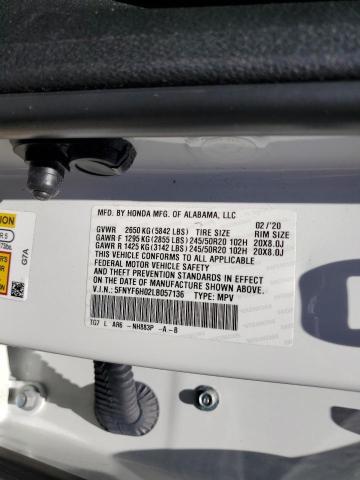 MFD. BY HONDA MFG. OF ALABAMA, LLC 02/'20
GVWR 2650 KG (5842 LBS) TIRE SIZE RIM SIZE
GAWR F 1295 KG (2855 LBS) 245/50R20 102H 20X8.0J
GAWR R 1425 KG (3142 LBS) 245/50R20 102H 20X8.0J
THIS VEHICLE CONFORMS TO ALL APPLICABLE
FEDERAL MOTOR VEHICLE SAFETY
AND THEFT PREVENTION STANDARDS IN EFFECT ON
THE DATE OF MANUFACTURE SHOWN ABOVE.
V.I.N.: 5FNYF6H02LB057136 TYPE: MPV
TG7 L AR6 -NH883P -A -B
G7A